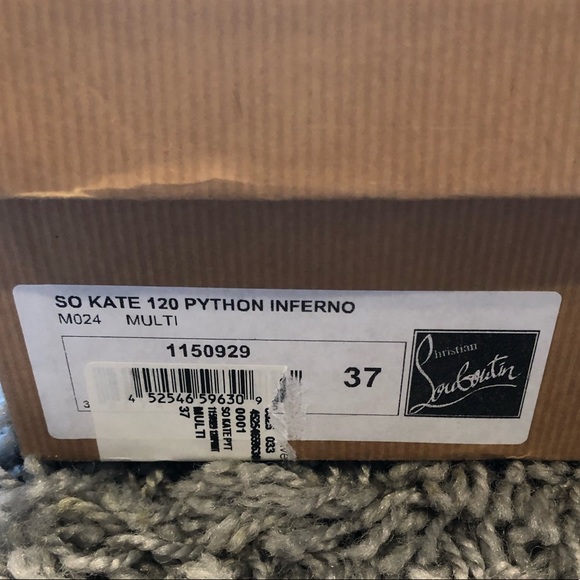 SO KATE 120 PYTHON INFERNO
M024 MULTI
1150929
37
Christian
Louboutin
4 52546 59630 9
0001
SO KATE PYT
MULTI
37
033